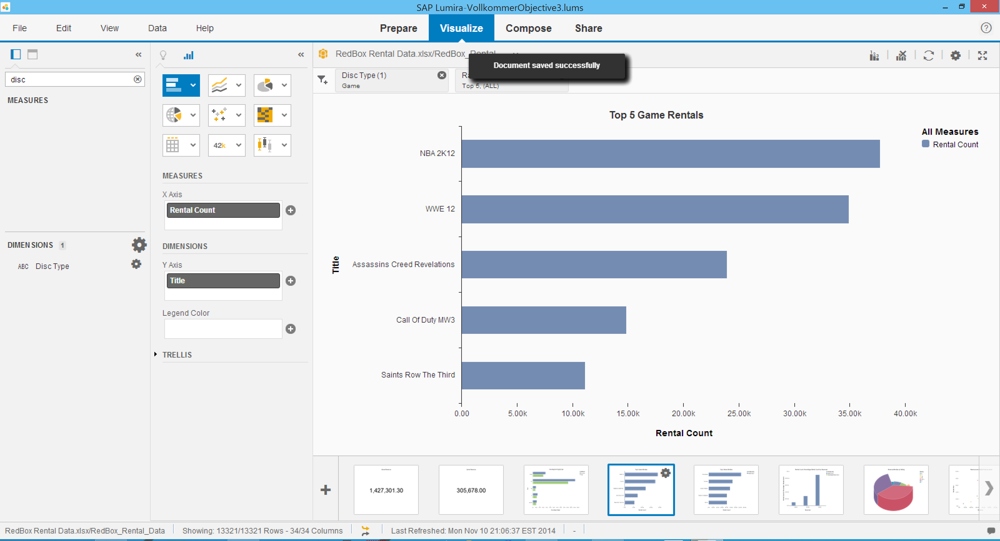 SAP Lumira-VollkommerObjective3.lums
File Edit View Data Help Prepare Visualize Compose Share
disc
MEASURES
DIMENSIONS 1
ABC Disc Type
42k
MEASURES
X Axis
Rental Count
DIMENSIONS
Y Axis
Title
Legend Color
TRELLIS
RedBox Rental Data.xlsx/RedBox_Rental
Document saved successfully
Disc Type (1)
Game
Top 5, (ALL)
Top 5 Game Rentals
All Measures
Rental Count
Title
NBA 2K12
WWE 12
Assassins Creed Revelations
Call Of Duty MW3
Saints Row The Third
0.00 5.00k 10.00k 15.00k 20.00k 25.00k 30.00k 35.00k 40.00k
Rental Count
1,427,301.30
305,678.00
RedBox Rental Data.xlsx/RedBox_Rental_Data
Showing: 13321/13321 Rows - 34/34 Columns
Last Refreshed: Mon Nov 10 21:06:37 EST 2014
-